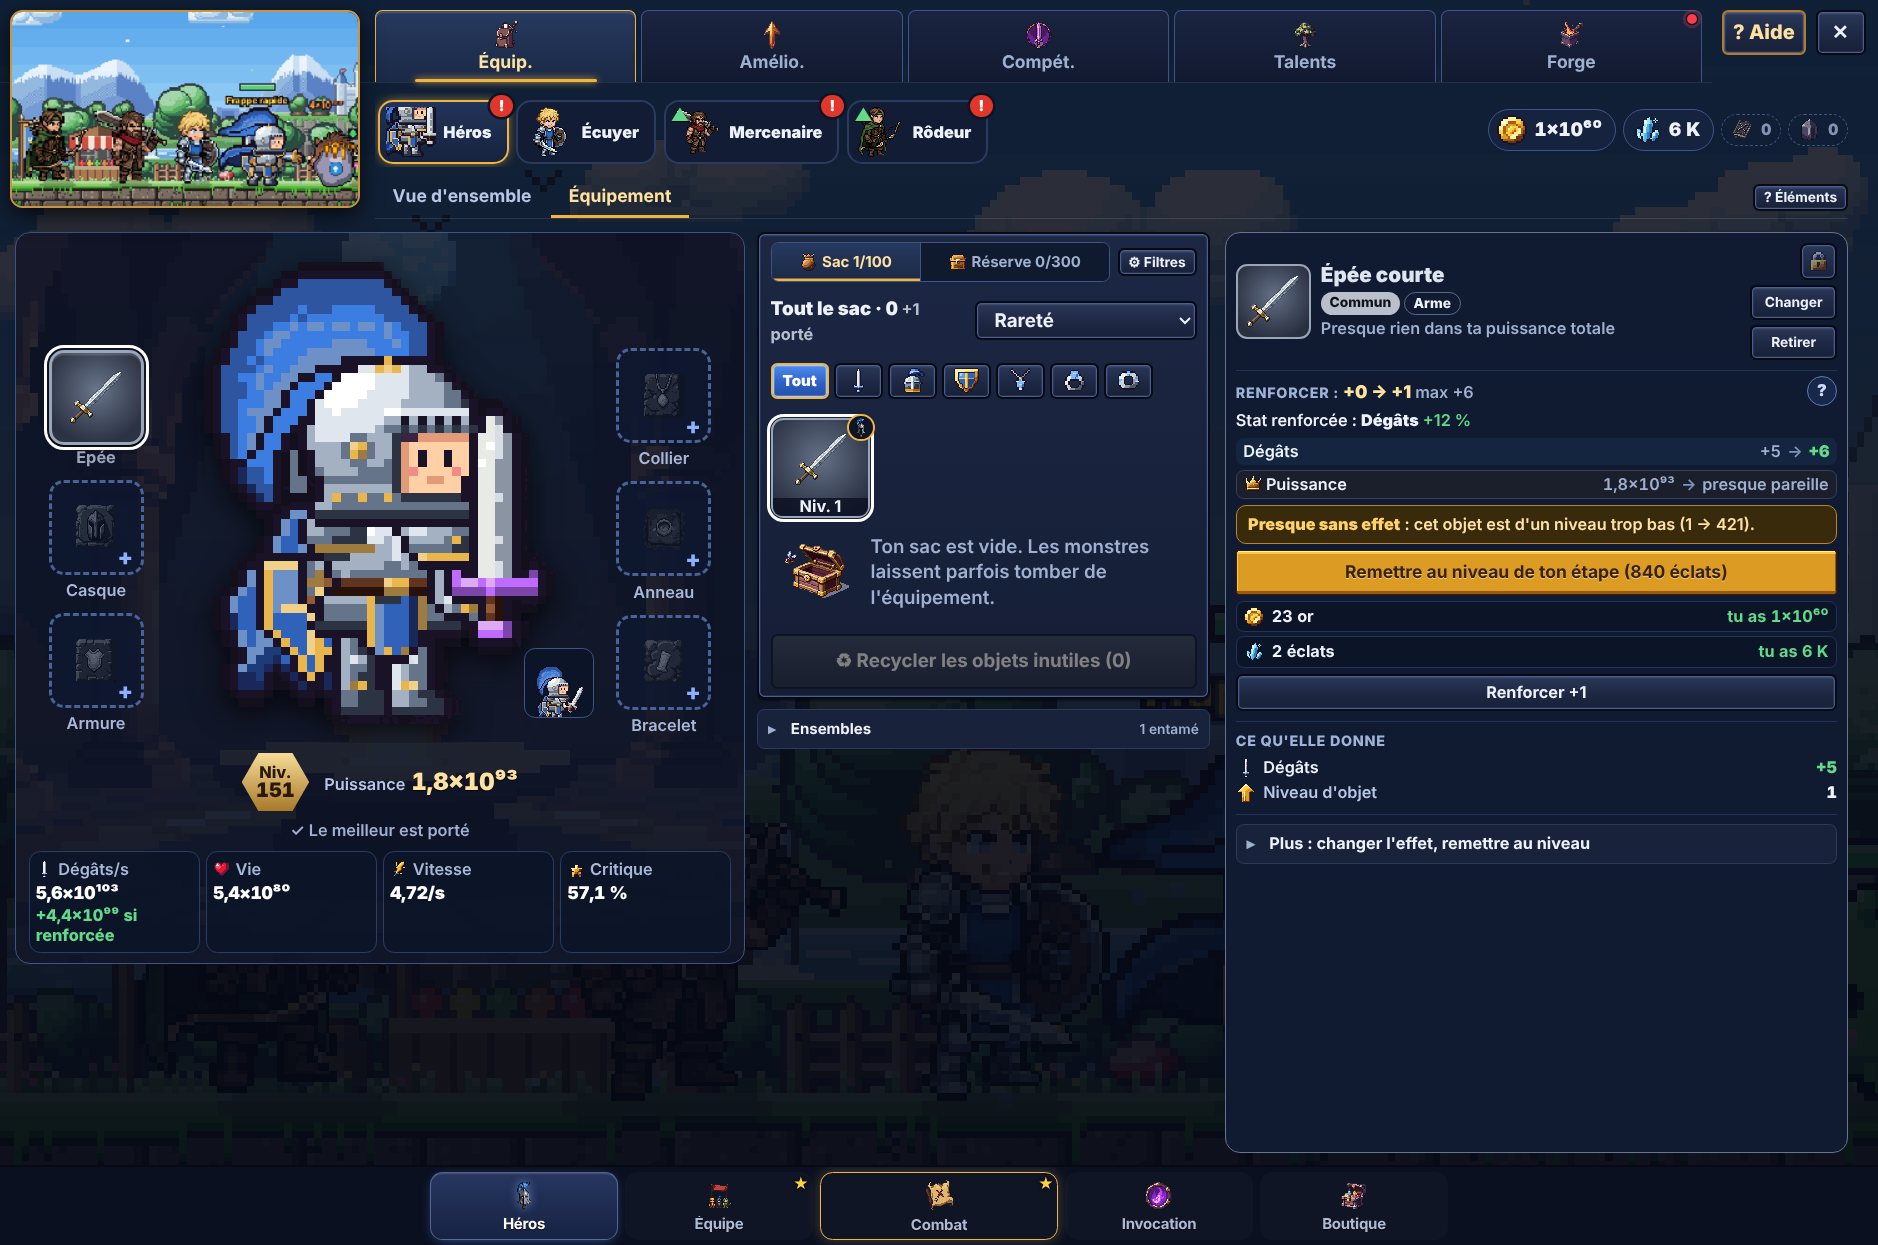 Équip.
Amélio.
Compét.
Talents
Forge
? Aide
×
Frappe rapide
Héros
!
Écuyer
Mercenaire
!
Rôdeur
!
1×10⁶⁰
6 K
0
0
Vue d'ensemble
Équipement
? Éléments
Épée
Casque
Armure
Collier
Anneau
Bracelet
Niv.
151
Puissance 1,8×10⁹³
✓ Le meilleur est porté
Dégâts/s
5,6×10¹⁰³
+4,4×10⁹⁹ si
renforcée
Vie
5,4×10⁸⁰
Vitesse
4,72/s
Critique
57,1 %
Sac 1/100
Réserve 0/300
Filtres
Tout le sac · 0 +1
porté
Rareté
Tout
Niv. 1
Ton sac est vide. Les monstres
laissent parfois tomber de
l'équipement.
Recycler les objets inutiles (0)
Ensembles
1 entamé
Épée courte
Commun
Arme
Presque rien dans ta puissance totale
Changer
Retirer
RENFORCER : +0 → +1 max +6
?
Stat renforcée : Dégâts +12 %
Dégâts
+5 → +6
Puissance
1,8×10⁹³ → presque pareille
Presque sans effet : cet objet est d'un niveau trop bas (1 → 421).
Remettre au niveau de ton étape (840 éclats)
23 or
tu as 1×10⁶⁰
2 éclats
tu as 6 K
Renforcer +1
CE QU'ELLE DONNE
Dégâts
+5
Niveau d'objet
1
Plus : changer l'effet, remettre au niveau
Héros
Équipe
Combat
Invocation
Boutique